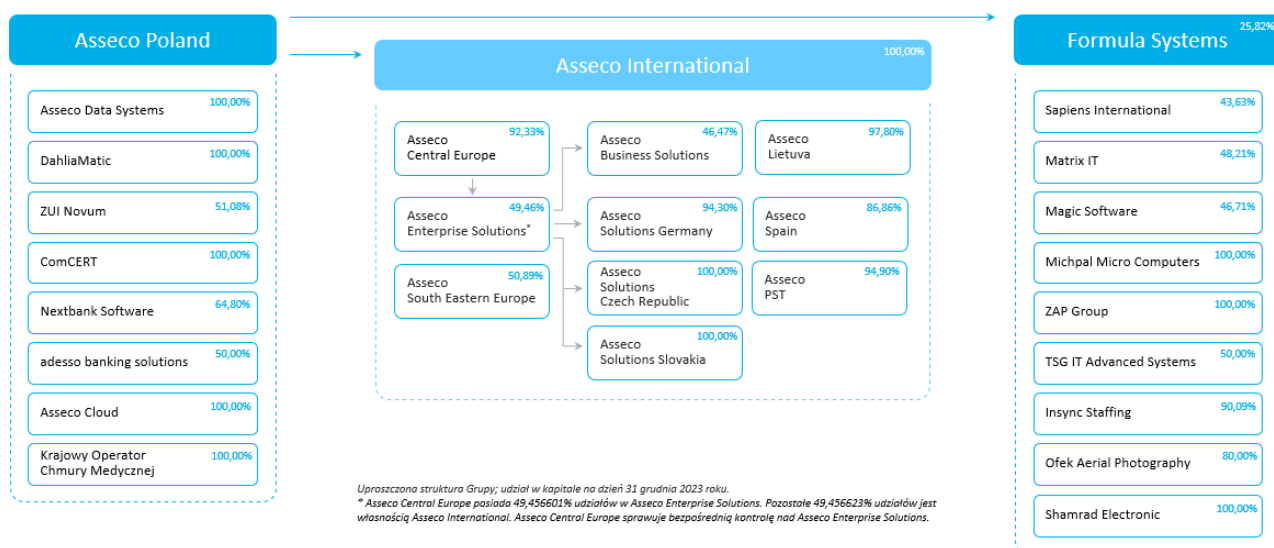 Asseco Poland
Asseco Data Systems 100,00%
DahliaMatic 100,00%
ZUI Novum 51,08%
ComCERT 100,00%
Nextbank Software 64,80%
adesso banking solutions 50,00%
Asseco Cloud 100,00%
Krajowy Operator 100,00%
Chmury Medycznej
Asseco International 100,00%
Asseco 92,33%
Central Europe
Asseco 49,46%
Enterprise Solutions*
Asseco 50,89%
South Eastern Europe
Asseco 46,47%
Business Solutions
Asseco 94,30%
Solutions Germany
Asseco 100,00%
Solutions
Czech Republic
Asseco 100,00%
Solutions Slovakia
Asseco 97,80%
Lietuva
Asseco 86,86%
Spain
Asseco 94,90%
PST
Uproszczona struktura Grupy; udział w kapitale na dzień 31 grudnia 2023 roku.
* Asseco Central Europe posiada 49,456601% udziałów w Asseco Enterprise Solutions. Pozostałe 49,456623% udziałów jest
własnością Asseco International. Asseco Central Europe sprawuje bezpośrednią kontrolę nad Asseco Enterprise Solutions.
Formula Systems 25,82%
Sapiens International 43,63%
Matrix IT 48,21%
Magic Software 46,71%
Michpal Micro Computers 100,00%
ZAP Group 100,00%
TSG IT Advanced Systems 50,00%
Insync Staffing 90,09%
Ofek Aerial Photography 80,00%
Shamrad Electronic 100,00%